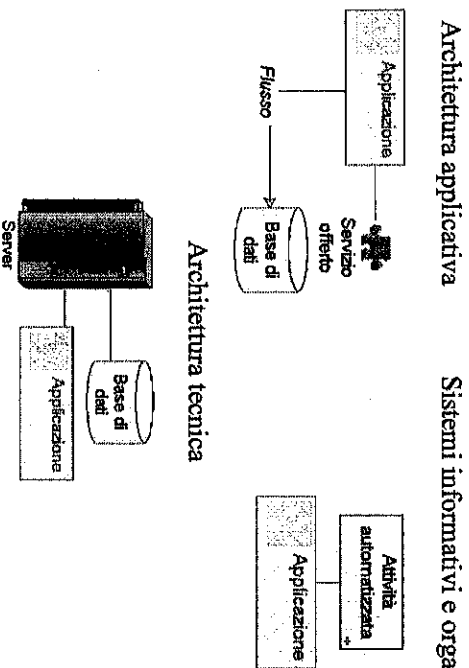 Architettura applicativa
Applicazione
Servizio
offerto
Flusso
Base di
dati
Sistemi informativi e orga
Attività
automatizzata
Applicazione
Architettura tecnica
Server
Base di
dati
Applicazione